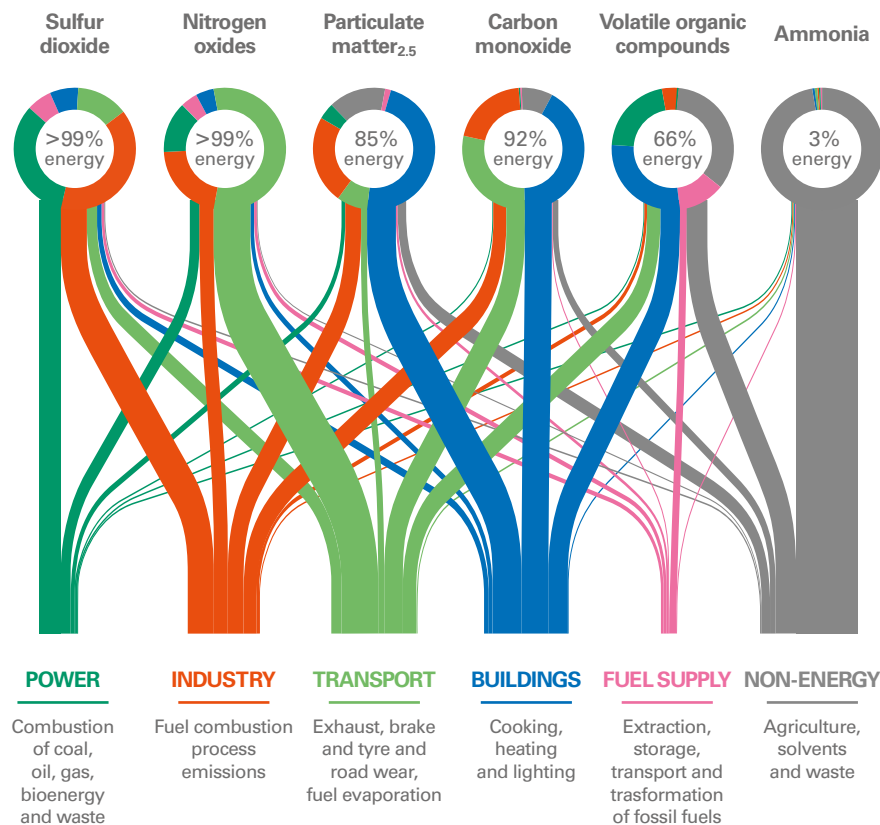 Sulfur
dioxide
Nitrogen
oxides
Particulate
matter2.5
Carbon
monoxide
Volatile organic
compounds
Ammonia
>99%
energy
>99%
energy
85%
energy
92%
energy
66%
energy
3%
energy
POWER
Combustion
of coal,
oil, gas,
bioenergy
and waste
INDUSTRY
Fuel combustion
process
emissions
TRANSPORT
Exhaust, brake
and tyre and
road wear,
fuel evaporation
BUILDINGS
Cooking,
heating
and lighting
FUEL SUPPLY
Extraction,
storage,
transport and
trasformation
of fossil fuels
NON-ENERGY
Agriculture,
solvents
and waste